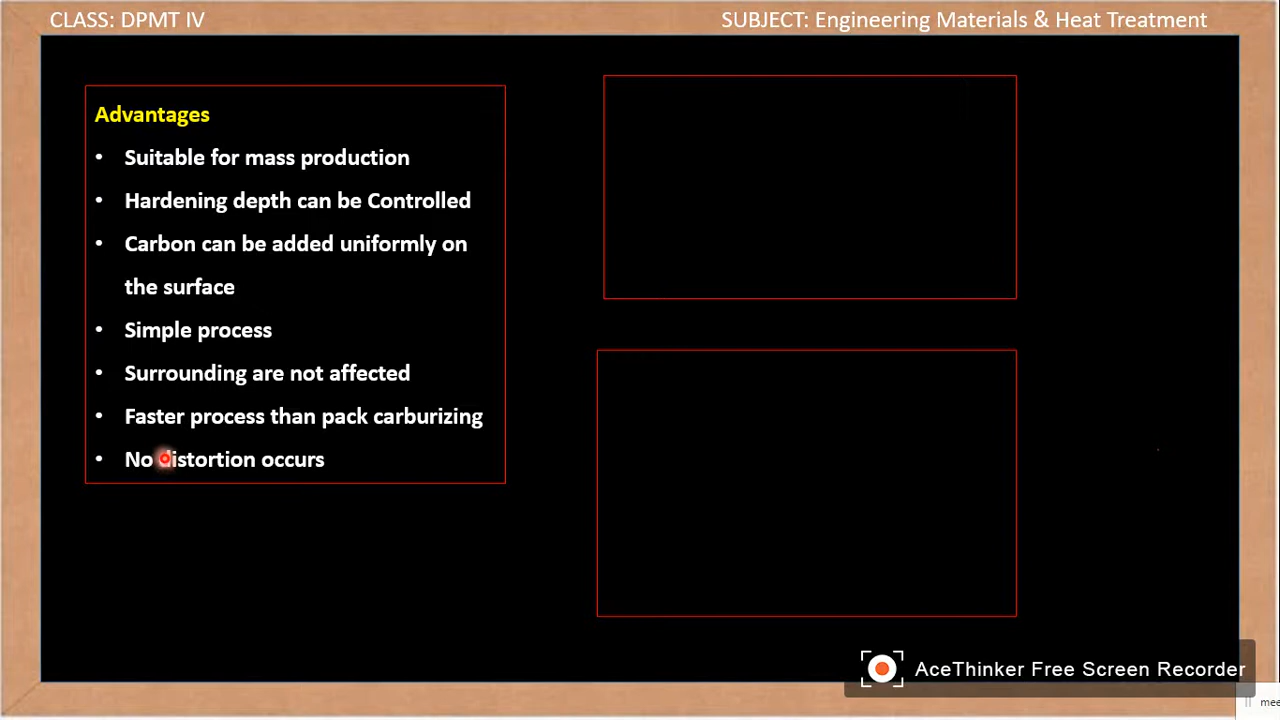 CLASS: DPMT IV
SUBJECT: Engineering Materials & Heat Treatment
Advantages
• Suitable for mass production
• Hardening depth can be Controlled
• Carbon can be added uniformly on
the surface
• Simple process
• Surrounding are not affected
• Faster process than pack carburizing
• No distortion occurs
AceThinker Free Screen Recorder